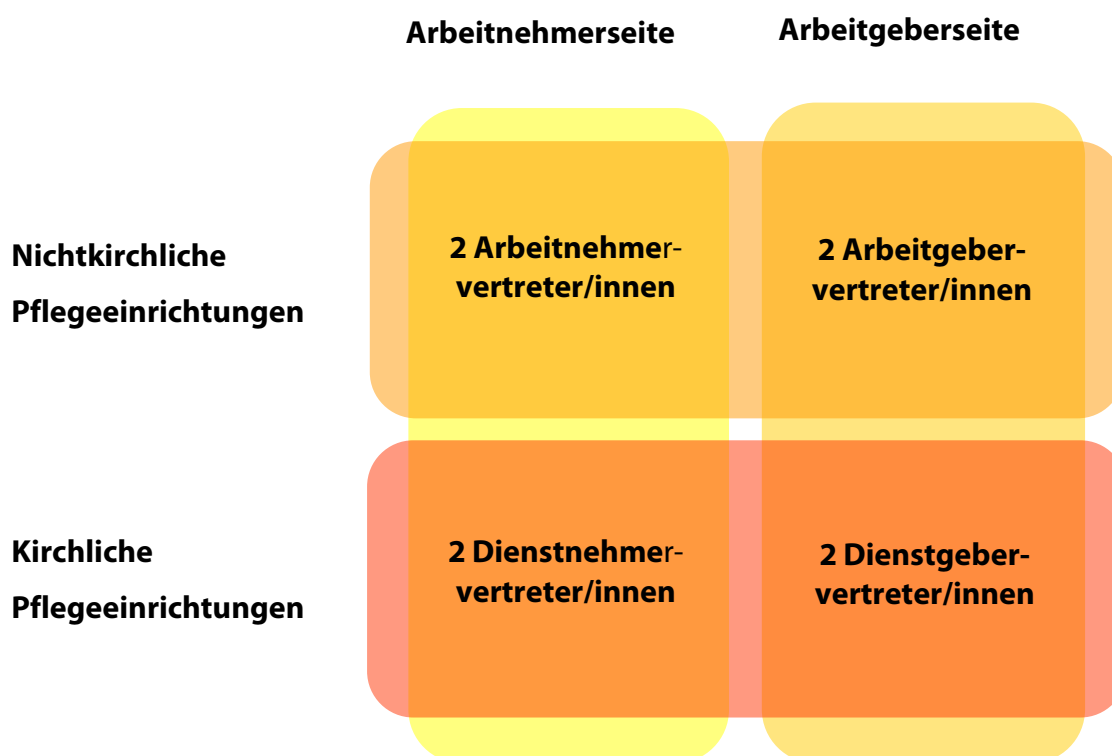 Arbeitnehmerseite
Arbeitgeberseite
Nichtkirchliche
Pflegeeinrichtungen
2 Arbeitnehmer-
vertreter/innen
2 Arbeitgeber-
vertreter/innen
Kirchliche
Pflegeeinrichtungen
2 Dienstnehmer-
vertreter/innen
2 Dienstgeber-
vertreter/innen